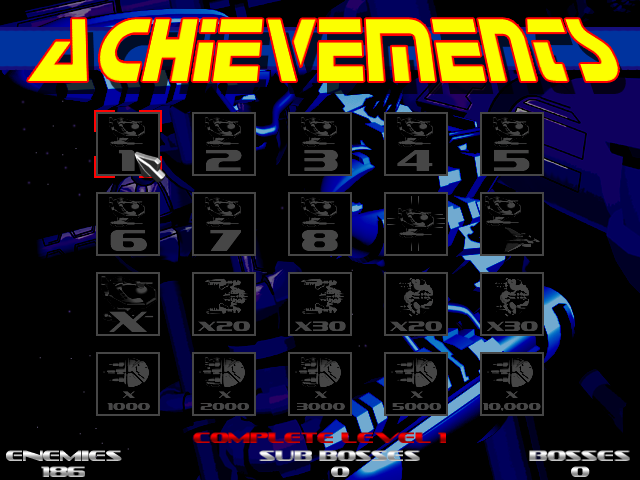 ACHIEVEMENTS
1 2 3 4 5
6 7 8
X X20 X30 X20 X30
X X X X X
1000 2000 3000 5000 10,000
COMPLETE LEVEL 1
ENEMIES SUB BOSSES BOSSES
186 0 0